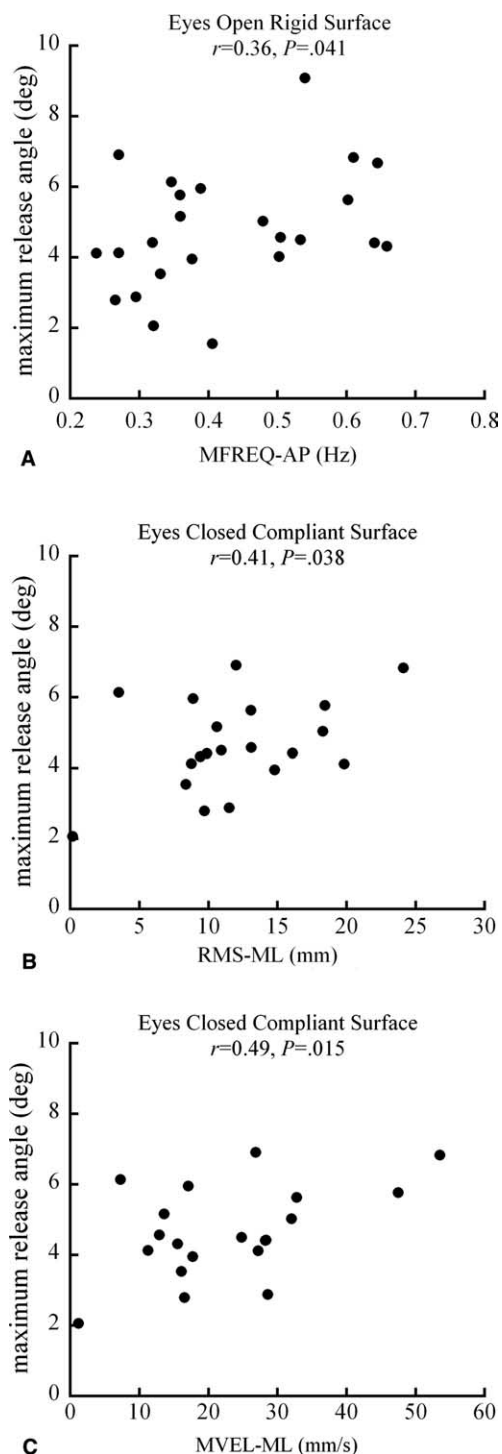 Eyes Open Rigid Surface
r=0.36, P=.041
10
8
6
4
2
0
maximum release angle (deg)
0.2 0.3 0.4 0.5 0.6 0.7 0.8
MFREQ-AP (Hz)
A
Eyes Closed Compliant Surface
r=0.41, P=.038
10
8
6
4
2
0
maximum release angle (deg)
0 5 10 15 20 25 30
RMS-ML (mm)
B
Eyes Closed Compliant Surface
r=0.49, P=.015
10
8
6
4
2
0
maximum release angle (deg)
0 10 20 30 40 50 60
MVEL-ML (mm/s)
C